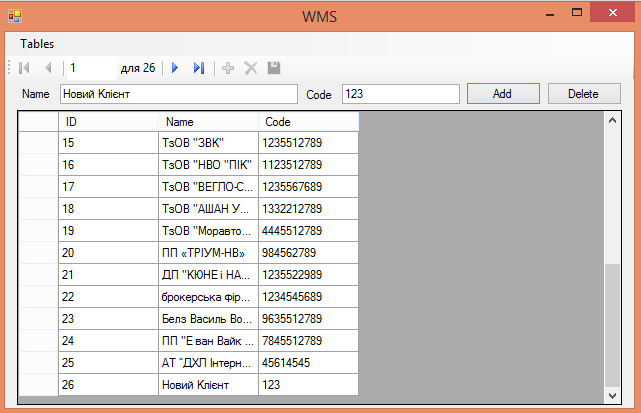 WMS
Tables
1 для 26
Name Новий Клієнт Code 123 Add Delete
ID Name Code
15 ТзОВ "ЗВК" 1235512789
16 ТзОВ "НВО "ПІК" 1123512789
17 ТзОВ "ВЕГЛО-С... 1235567689
18 ТзОВ "АШАН У... 1332212789
19 ТзОВ "Моравто... 4445512789
20 ПП «ТРІУМ-НВ» 984562789
21 ДП "КЮНЕ і НА... 1235522989
22 брокерська фір... 1234545689
23 Белз Василь Во... 9635512789
24 ПП "Е ван Вайк ... 7845512789
25 АТ "ДХЛ Інтерн... 45614545
26 Новий Клієнт 123